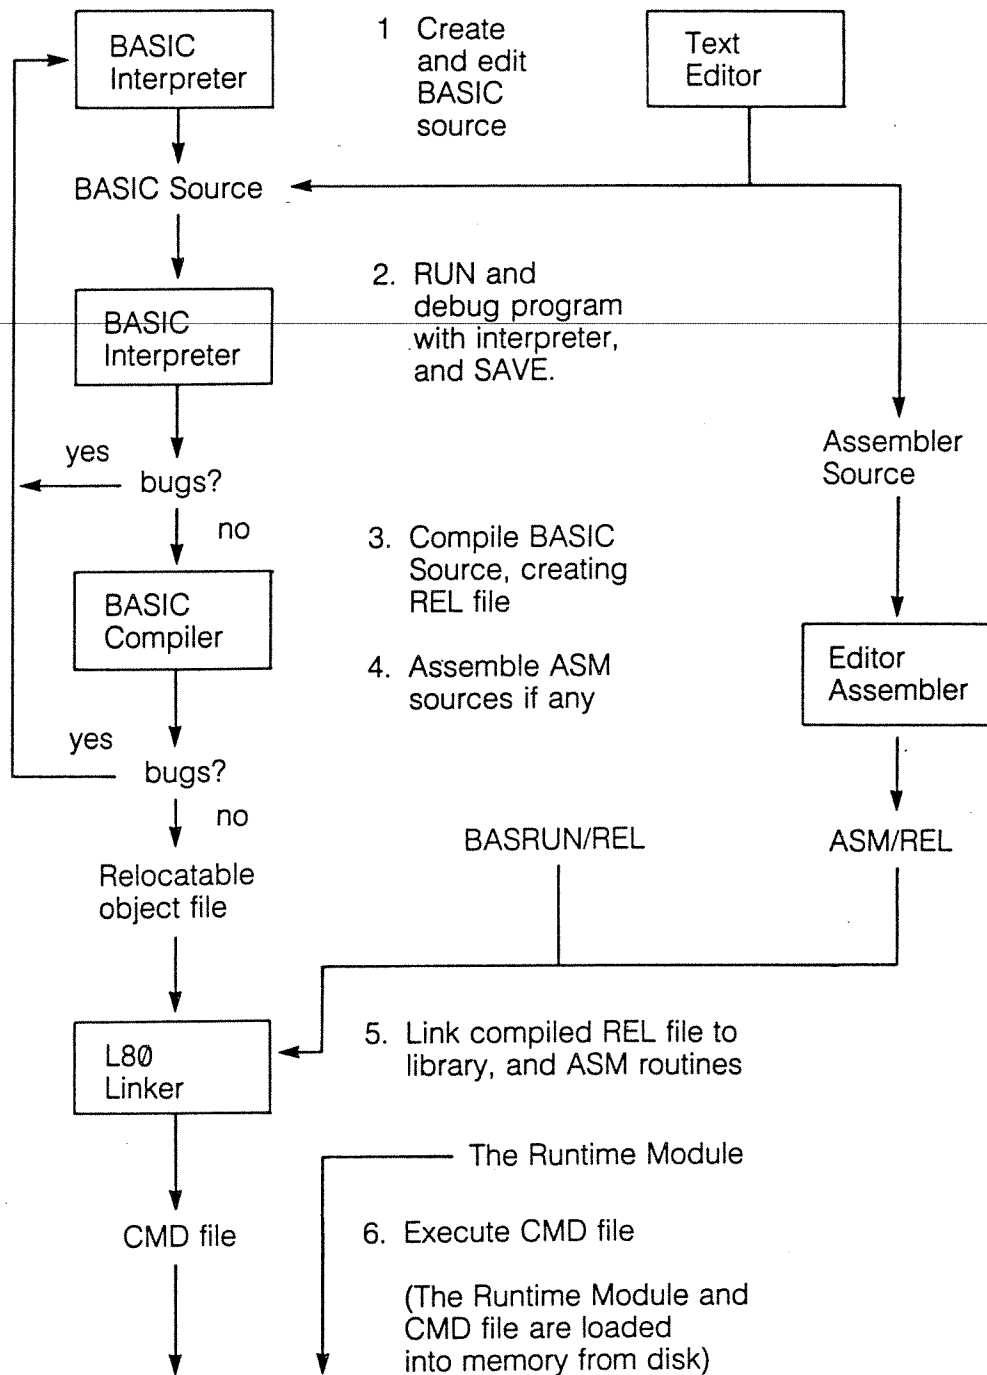 BASIC
Interpreter
1 Create
and edit
BASIC
source
Text
Editor
BASIC Source
BASIC
Interpreter
2. RUN and
debug program
with interpreter,
and SAVE.
Assembler
Source
yes
bugs?
no
BASIC
Compiler
3. Compile BASIC
Source, creating
REL file
4. Assemble ASM
sources if any
Editor
Assembler
yes
bugs?
no
BASRUN/REL
ASM/REL
Relocatable
object file
L80
Linker
5. Link compiled REL file to
library, and ASM routines
The Runtime Module
CMD file
6. Execute CMD file
(The Runtime Module and
CMD file are loaded
into memory from disk)